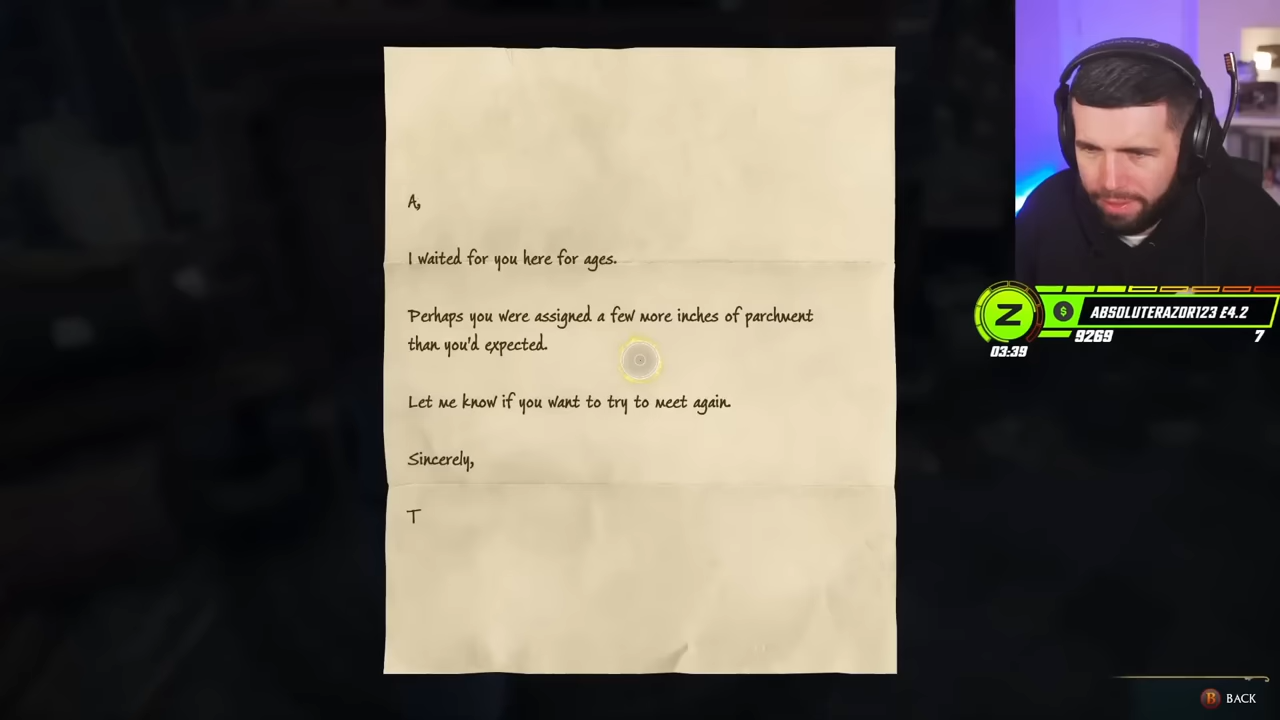 A,
I waited for you here for ages.
Perhaps you were assigned a few more inches of parchment
than you'd expected.
Let me know if you want to try to meet again.
Sincerely,
T
Z
$
ABSOLUTERAZOR123 £4.2
9269
7
03:39
B BACK